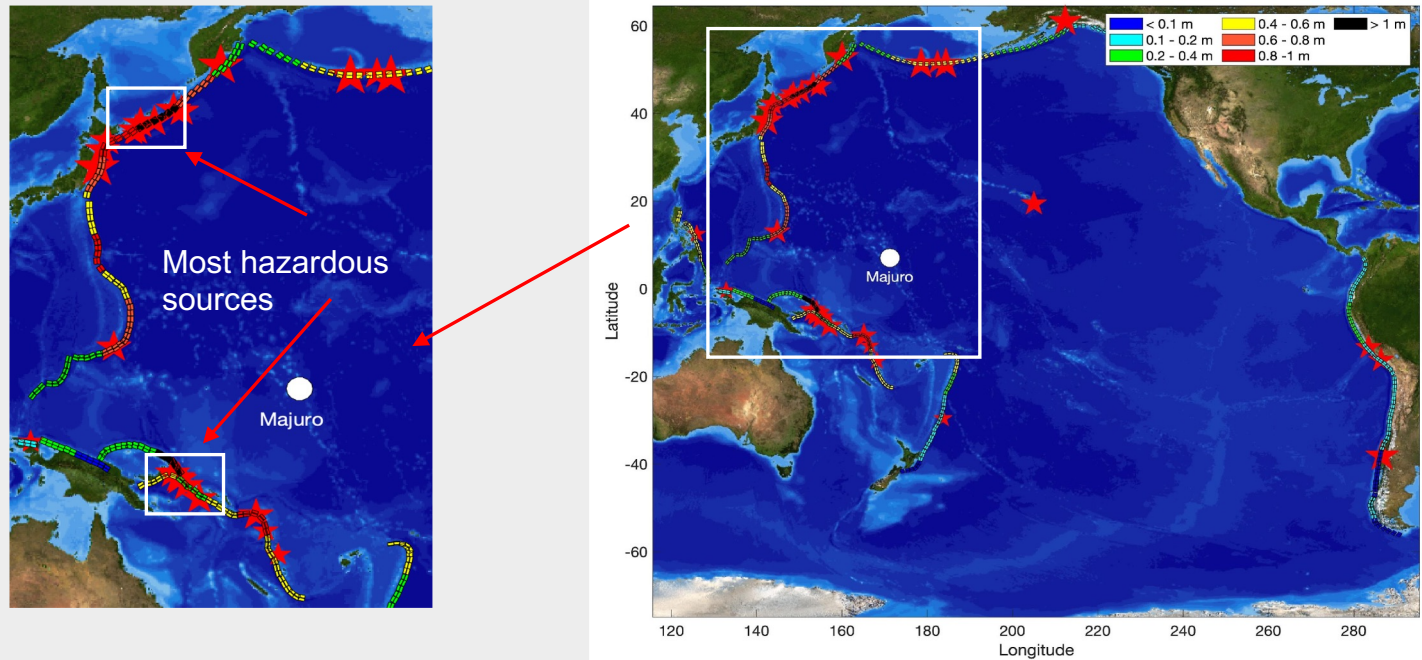 Most hazardous
sources
Majuro
< 0.1 m
0.1 - 0.2 m
0.2 - 0.4 m
0.4 - 0.6 m
0.6 - 0.8 m
0.8 -1 m
> 1 m
Majuro
Latitude
60
40
20
0
-20
-40
-60
120
140
160
180
200
220
240
260
280
Longitude